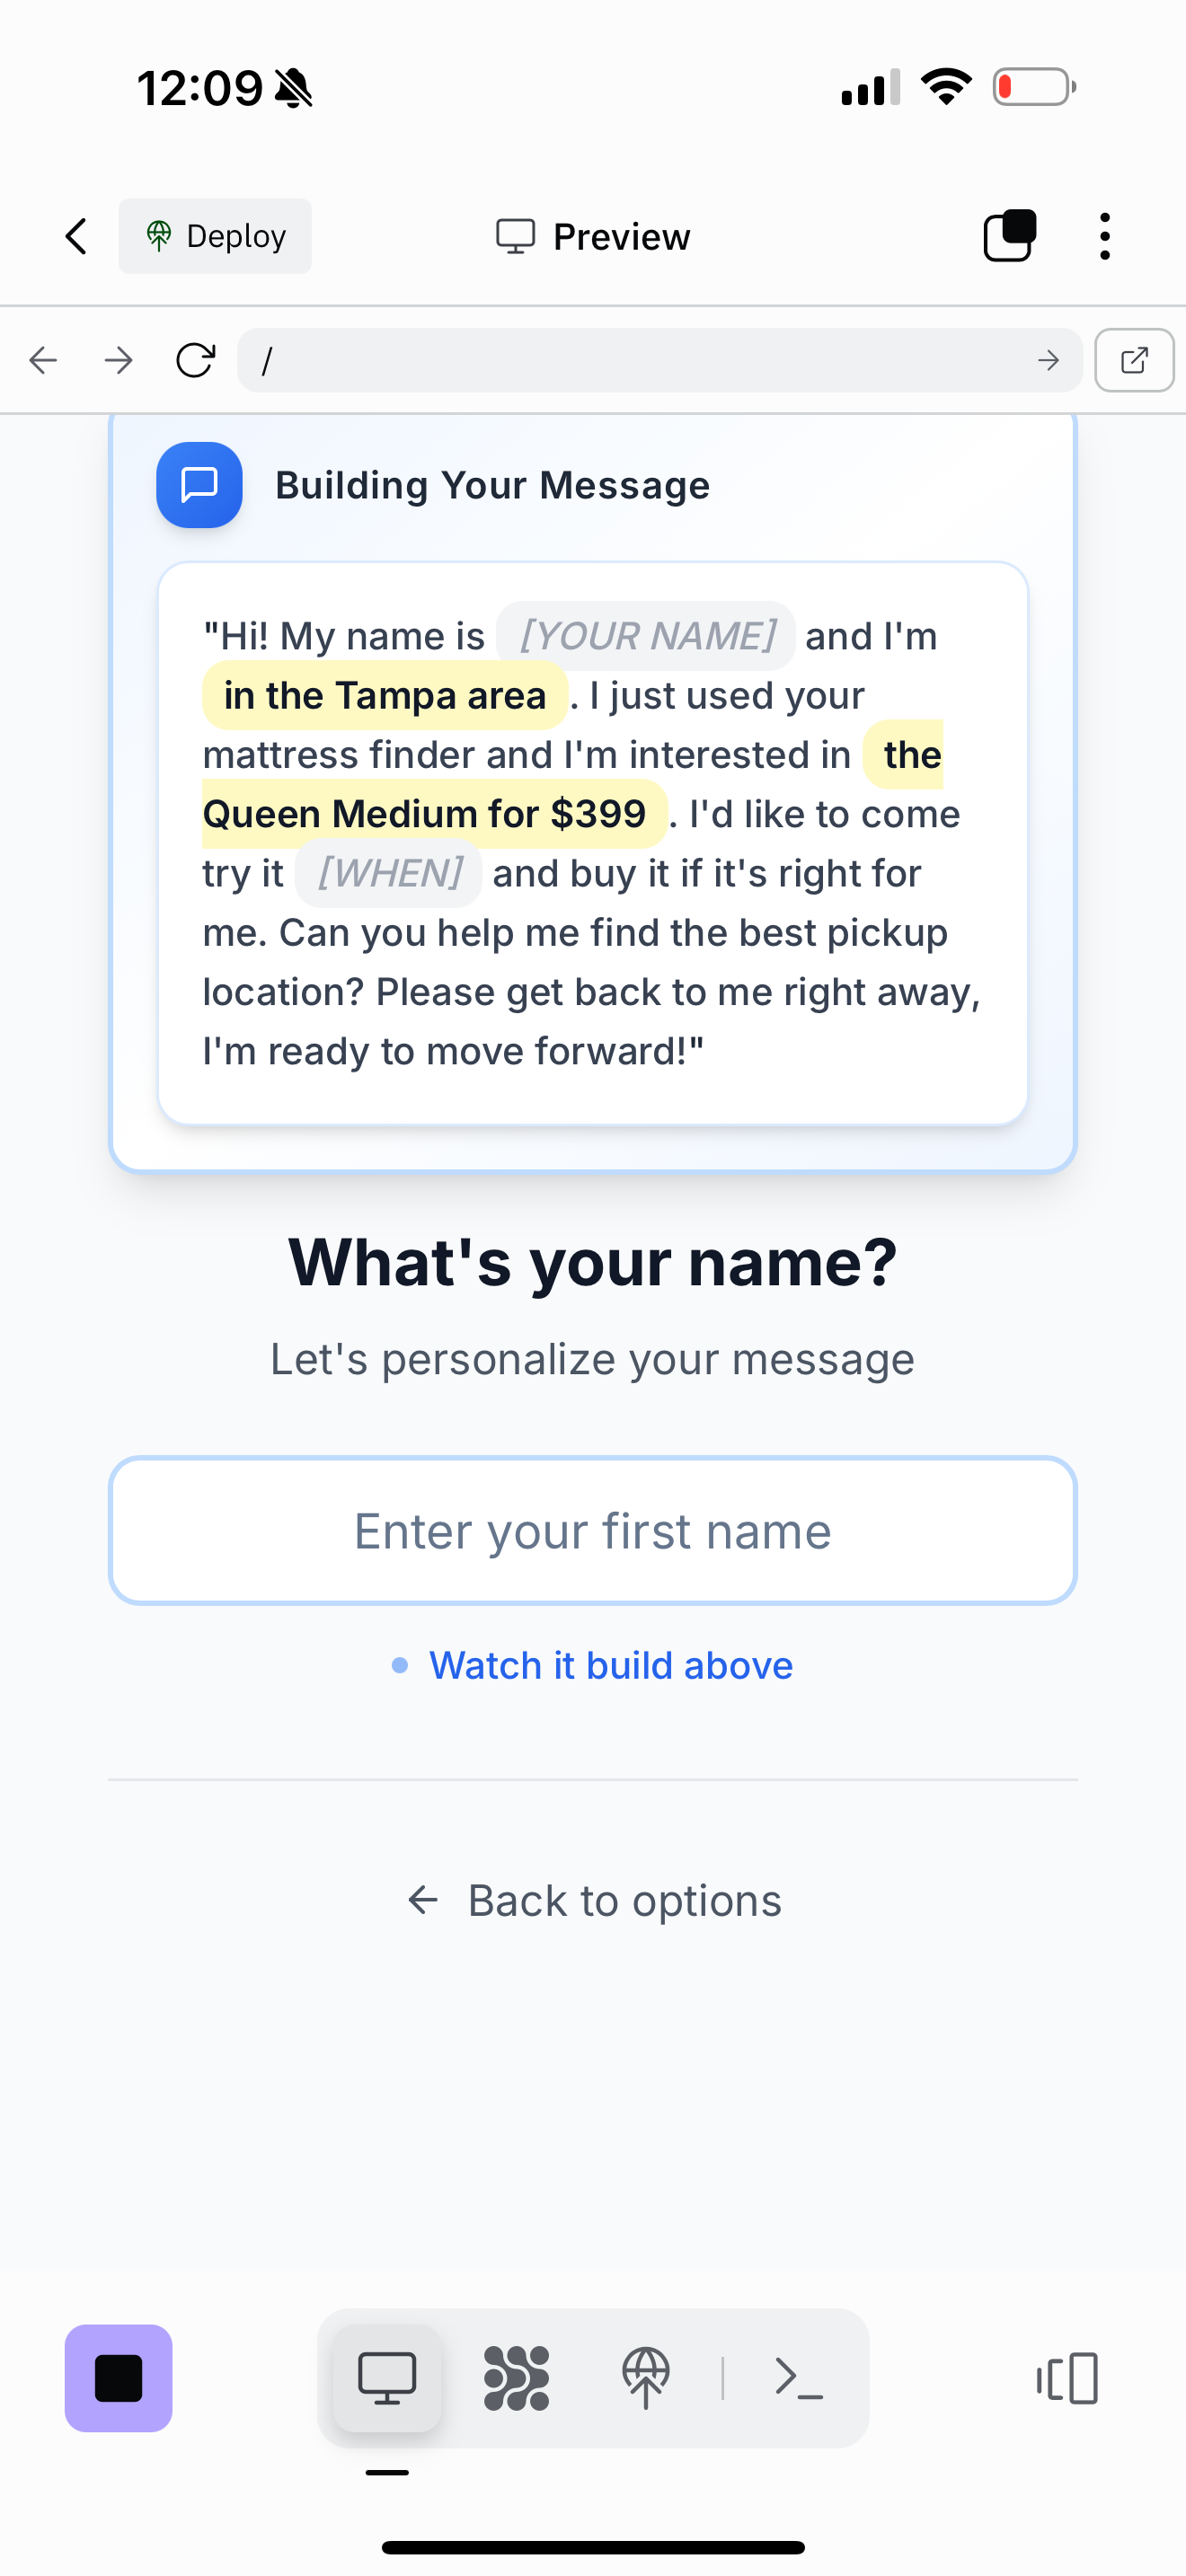 12:09
Deploy
Preview
/
Building Your Message
"Hi! My name is [YOUR NAME] and I'm
in the Tampa area. I just used your
mattress finder and I'm interested in the
Queen Medium for $399. I'd like to come
try it [WHEN] and buy it if it's right for
me. Can you help me find the best pickup
location? Please get back to me right away,
I'm ready to move forward!"
What's your name?
Let's personalize your message
Enter your first name
Watch it build above
Back to options